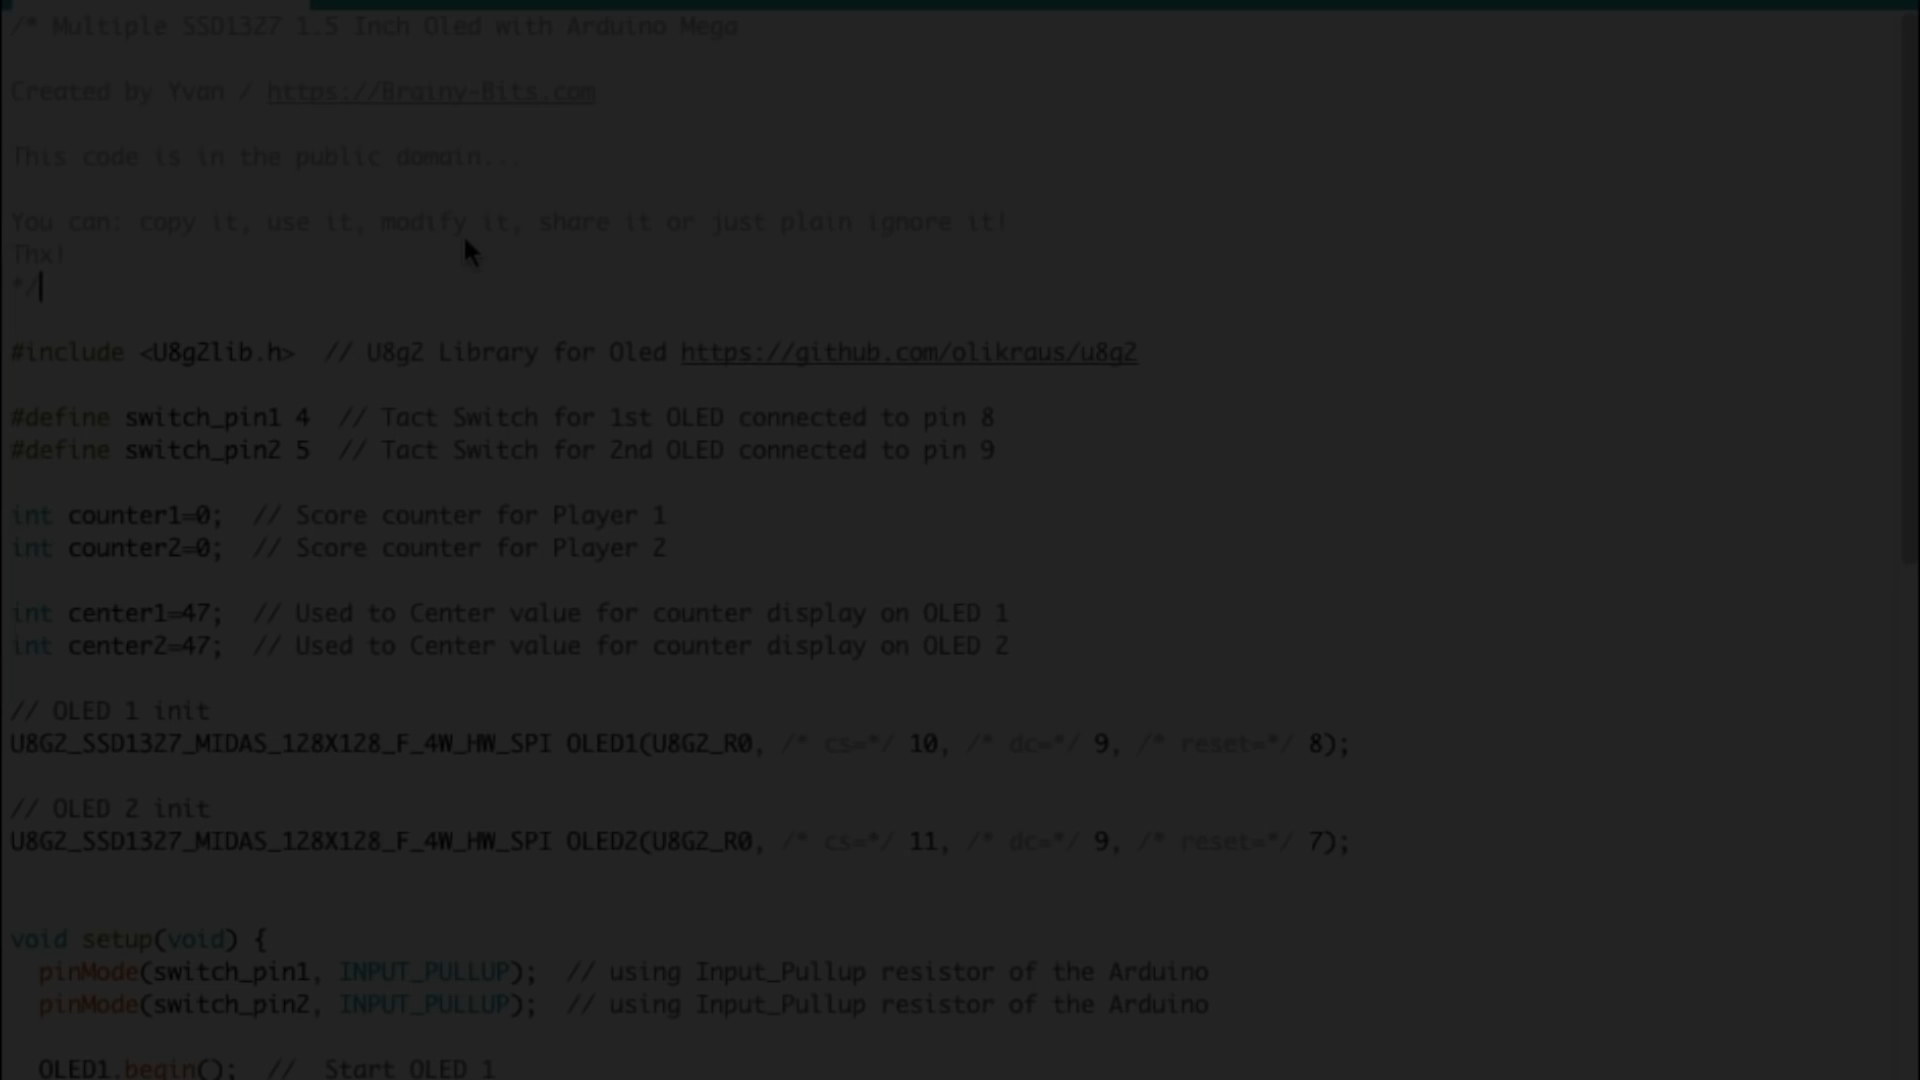 /* Multiple SSD1327 1.5 Inch Oled with Arduino Mega
Created by Yvan / https://Brainy-Bits.com
This code is in the public domain...
You can: copy it, use it, modify it, share it or just plain ignore it!
Thx!
*/
#include <U8g2lib.h>  // U8g2 Library for Oled https://github.com/olikraus/u8g2
#define switch_pin1 4  // Tact Switch for 1st OLED connected to pin 8
#define switch_pin2 5  // Tact Switch for 2nd OLED connected to pin 9
int counter1=0;  // Score counter for Player 1
int counter2=0;  // Score counter for Player 2
int center1=47;  // Used to Center value for counter display on OLED 1
int center2=47;  // Used to Center value for counter display on OLED 2
// OLED 1 init
U8G2_SSD1327_MIDAS_128X128_F_4W_HW_SPI OLED1(U8G2_R0, /* cs=*/ 10, /* dc=*/ 9, /* reset=*/ 8);
// OLED 2 init
U8G2_SSD1327_MIDAS_128X128_F_4W_HW_SPI OLED2(U8G2_R0, /* cs=*/ 11, /* dc=*/ 9, /* reset=*/ 7);
void setup(void) {
  pinMode(switch_pin1, INPUT_PULLUP);  // using Input_Pullup resistor of the Arduino
  pinMode(switch_pin2, INPUT_PULLUP);  // using Input_Pullup resistor of the Arduino
  OLED1.begin();  //  Start OLED 1